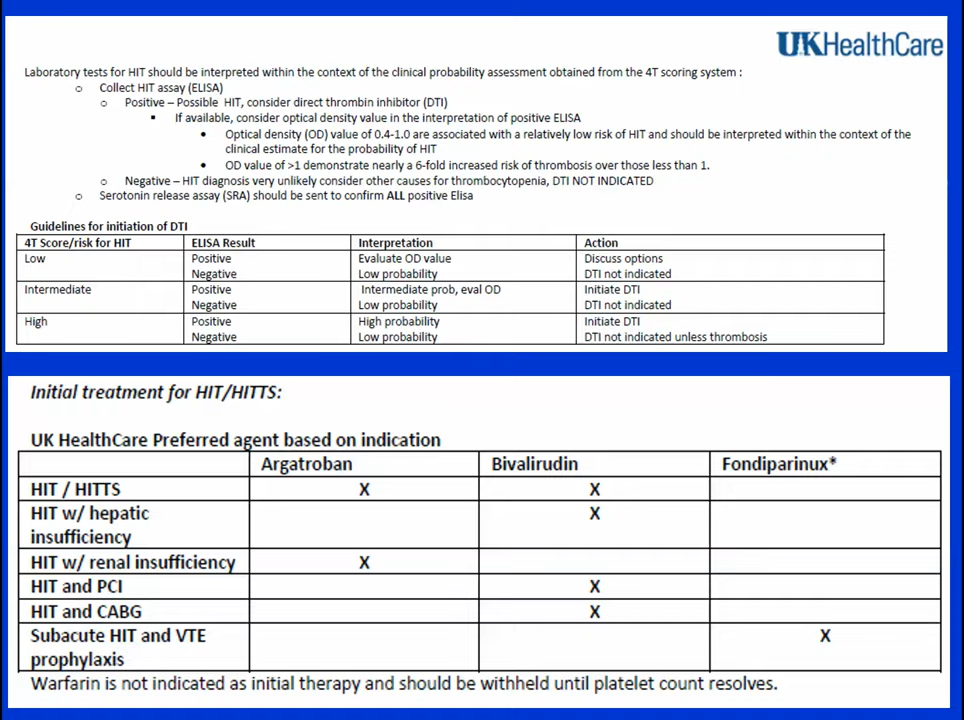 UKHealthCare
Laboratory tests for HIT should be interpreted within the context of the clinical probability assessment obtained from the 4T scoring system :
o Collect HIT assay (ELISA)
o Positive – Possible HIT, consider direct thrombin inhibitor (DTI)
▪ If available, consider optical density value in the interpretation of positive ELISA
• Optical density (OD) value of 0.4-1.0 are associated with a relatively low risk of HIT and should be interpreted within the context of the
clinical estimate for the probability of HIT
• OD value of >1 demonstrate nearly a 6-fold increased risk of thrombosis over those less than 1.
o Negative – HIT diagnosis very unlikely consider other causes for thrombocytopenia, DTI NOT INDICATED
o Serotonin release assay (SRA) should be sent to confirm ALL positive Elisa
Guidelines for initiation of DTI
4T Score/risk for HIT ELISA Result Interpretation Action
Low Positive Evaluate OD value Discuss options
Negative Low probability DTI not indicated
Intermediate Positive Intermediate prob, eval OD Initiate DTI
Negative Low probability DTI not indicated
High Positive High probability Initiate DTI
Negative Low probability DTI not indicated unless thrombosis
Initial treatment for HIT/HITTS:
UK HealthCare Preferred agent based on indication
Argatroban Bivalirudin Fondiparinux*
HIT / HITTS X X
HIT w/ hepatic X
insufficiency
HIT w/ renal insufficiency X
HIT and PCI X
HIT and CABG X
Subacute HIT and VTE X
prophylaxis
Warfarin is not indicated as initial therapy and should be withheld until platelet count resolves.